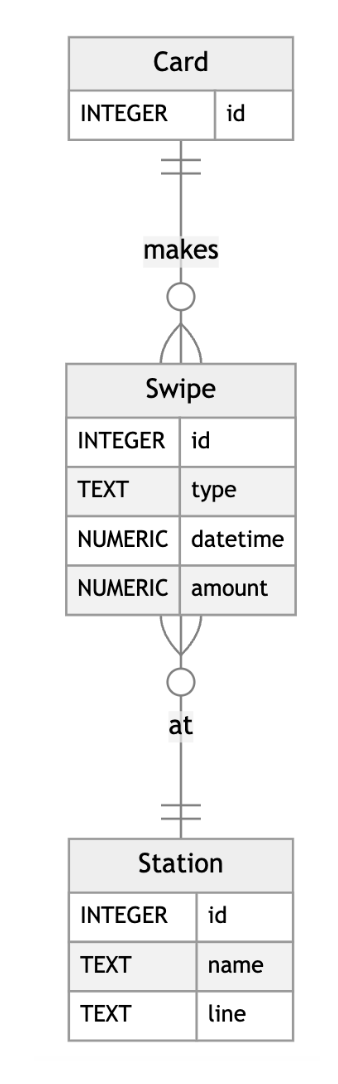 Card
INTEGER id
makes
Swipe
INTEGER id
TEXT type
NUMERIC datetime
NUMERIC amount
at
Station
INTEGER id
TEXT name
TEXT line